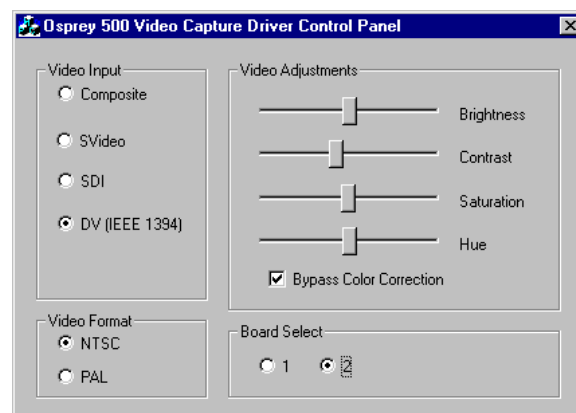 Osprey 500 Video Capture Driver Control Panel
Video Input
Composite
SVideo
SDI
DV (IEEE 1394)
Video Adjustments
Brightness
Contrast
Saturation
Hue
Bypass Color Correction
Video Format
NTSC
PAL
Board Select
1 2